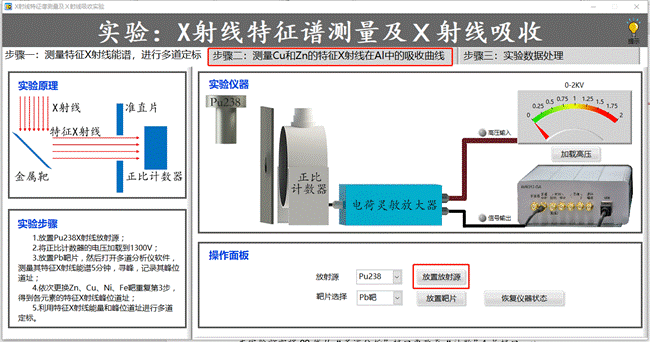 X射线特征谱测量及X射线吸收实验
实验：X射线特征谱测量及X射线吸收
提示
步骤一：测量特征X射线能谱，进行多道定标
步骤二：测量Cu和Zn的特征X射线在Al中的吸收曲线
步骤三：实验数据处理
实验原理
X射线
准直片
特征X射线
金属靶
正比计数器
实验步骤
1.放置Pu238X射线放射源；
2.将正比计数器的电压加载到1300V；
3.放置Pb靶片，然后打开多道分析仪软件，
测量其特征X射线能谱5分钟，寻峰，记录其峰位
道址；
4.依次更换Zn、Cu、Ni、Fe靶重复第3步，
得到各元素的特征X射线峰位道址；
5.利用特征X射线能量和峰位道址进行多道
定标。
实验仪器
Pu238
正比
计数器
电荷灵敏放大器
高压输入
信号输出
0-2KV
0 0.25 0.5 0.75 1 1.25 1.5 1.75 2
加载高压
操作面板
放射源 Pu238 放置放射源
靶片选择 Pb靶 放置靶片 恢复仪器状态